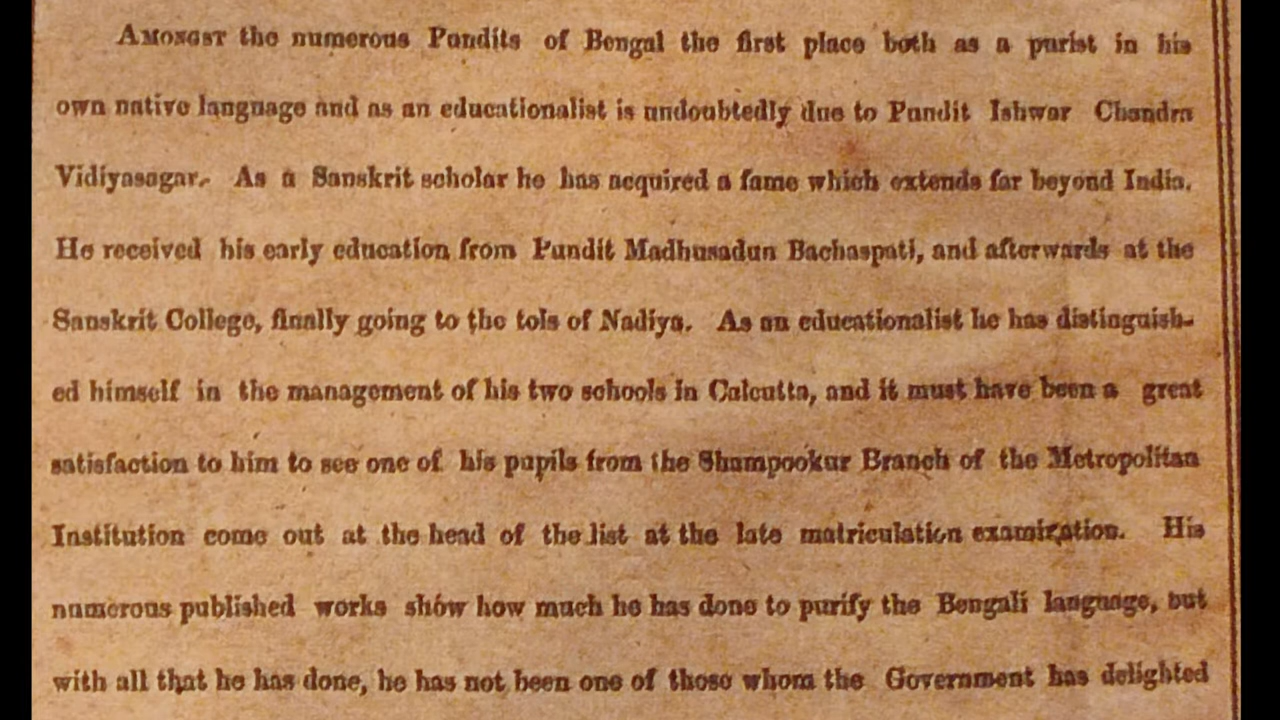 AMONGST the numerous Pundits of Bengal the first place both as a purist in his
own native language and as an educationalist is undoubtedly due to Pundit Ishwar Chandra
Vidiyasagar. As a Sanskrit scholar he has acquired a fame which extends far beyond India.
He received his early education from Pundit Madhusadun Bachaspati, and afterwards at the
Sanskrit College, finally going to the tols of Nadiya. As an educationalist he has distinguish-
ed himself in the management of his two schools in Calcutta, and it must have been a great
satisfaction to him to see one of his pupils from the Shampookur Branch of the Metropolitan
Institution come out at the head of the list at the late matriculation examination. His
numerous published works show how much he has done to purify the Bengali language, but
with all that he has done, he has not been one of those whom the Government has delighted